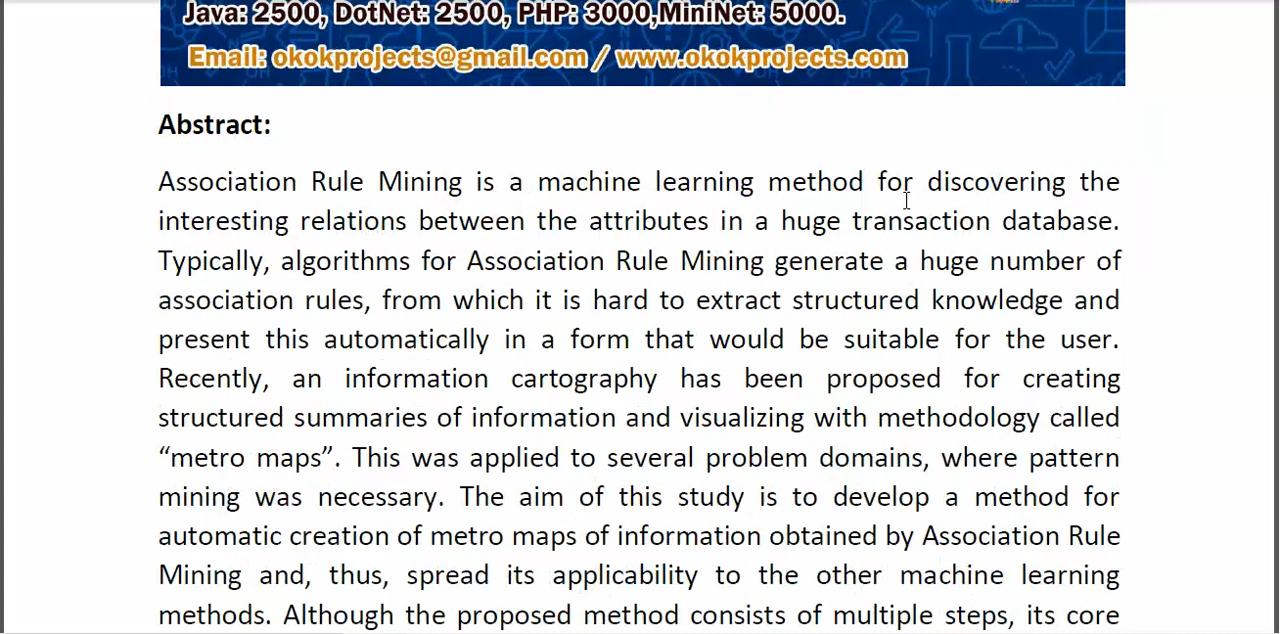 Java: 2500, DotNet: 2500, PHP: 3000,MiniNet: 5000.
Email: okokprojects@gmail.com / www.okokprojects.com
Abstract:
Association Rule Mining is a machine learning method for discovering the
interesting relations between the attributes in a huge transaction database.
Typically, algorithms for Association Rule Mining generate a huge number of
association rules, from which it is hard to extract structured knowledge and
present this automatically in a form that would be suitable for the user.
Recently, an information cartography has been proposed for creating
structured summaries of information and visualizing with methodology called
“metro maps”. This was applied to several problem domains, where pattern
mining was necessary. The aim of this study is to develop a method for
automatic creation of metro maps of information obtained by Association Rule
Mining and, thus, spread its applicability to the other machine learning
methods. Although the proposed method consists of multiple steps, its core